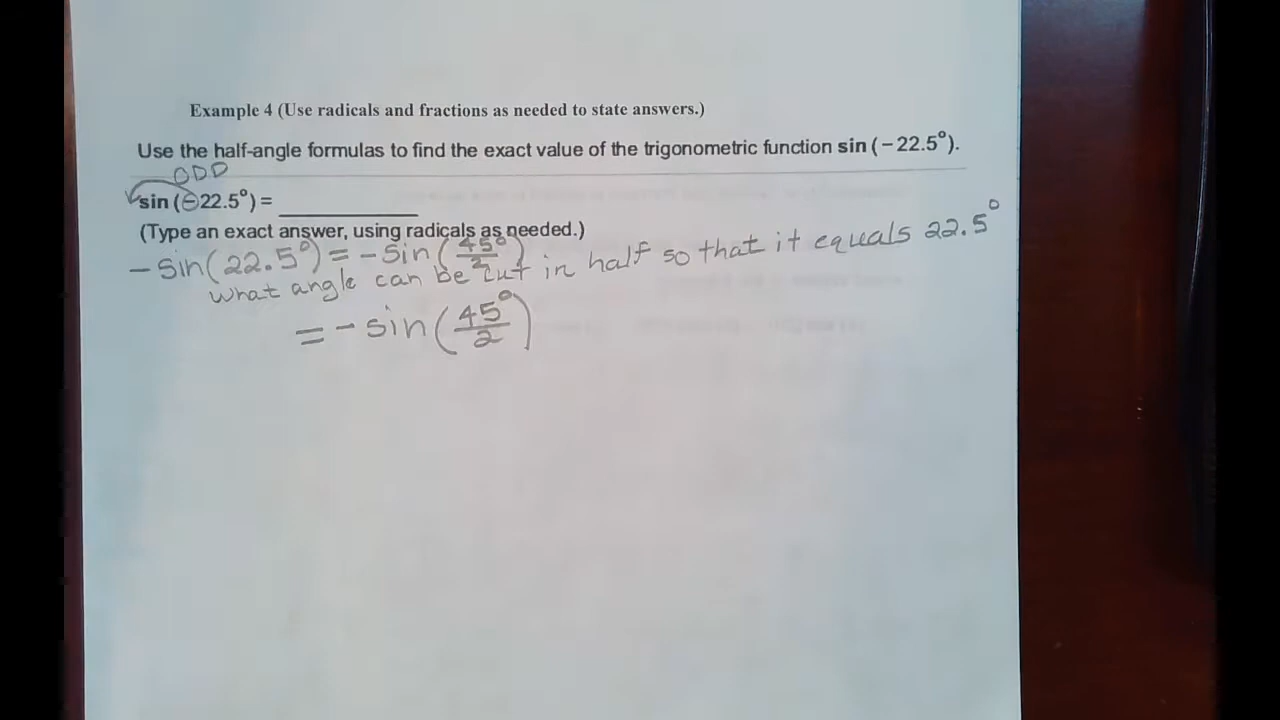 Example 4 (Use radicals and fractions as needed to state answers.)
Use the half-angle formulas to find the exact value of the trigonometric function sin (−22.5°).
ODD
sin (−22.5°) = ____________
(Type an exact answer, using radicals as needed.)
-sin(22.5°) = -sin(45°/2)
what angle can be cut in half so that it equals 22.5°
= -sin(45°/2)